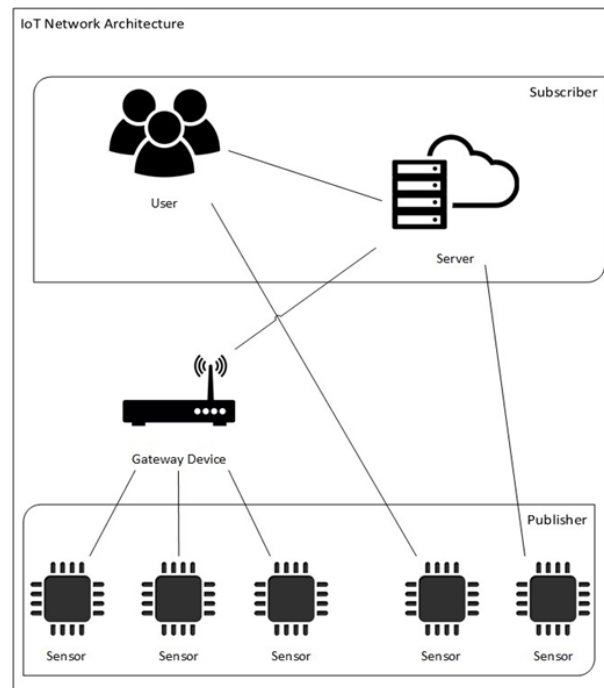 IoT Network Architecture
Subscriber
User
Server
Gateway Device
Publisher
Sensor
Sensor
Sensor
Sensor
Sensor